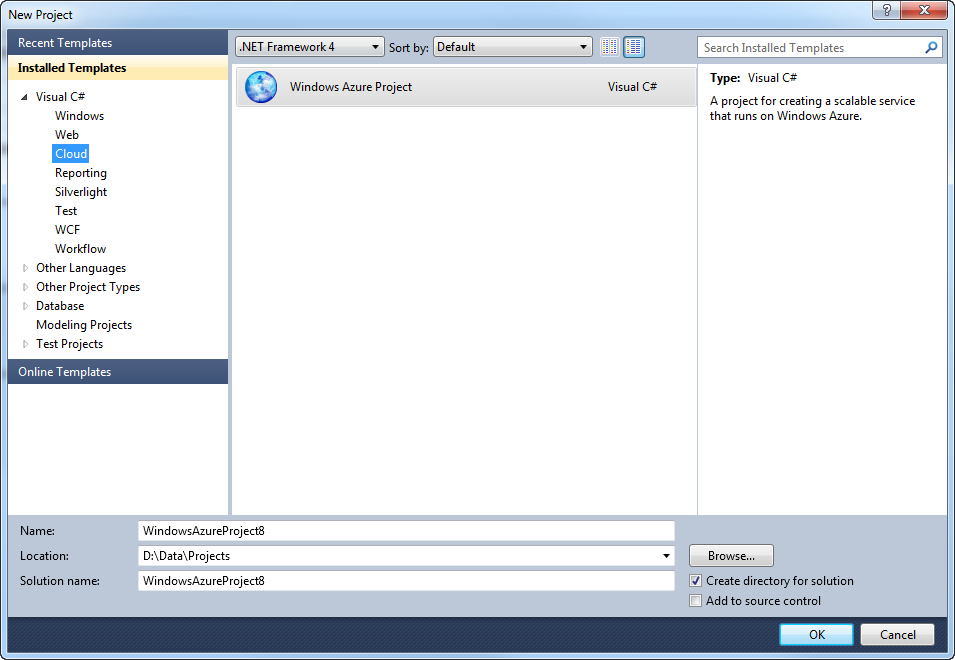 New Project
?
Recent Templates
.NET Framework 4
Sort by:
Default
Search Installed Templates
Installed Templates
Visual C#
Windows
Web
Cloud
Reporting
Silverlight
Test
WCF
Workflow
Other Languages
Other Project Types
Database
Modeling Projects
Test Projects
Online Templates
Windows Azure Project Visual C#
Type: Visual C#
A project for creating a scalable service
that runs on Windows Azure.
Name: WindowsAzureProject8
Location: D:\Data\Projects
Browse...
Solution name: WindowsAzureProject8
Create directory for solution
Add to source control
OK
Cancel